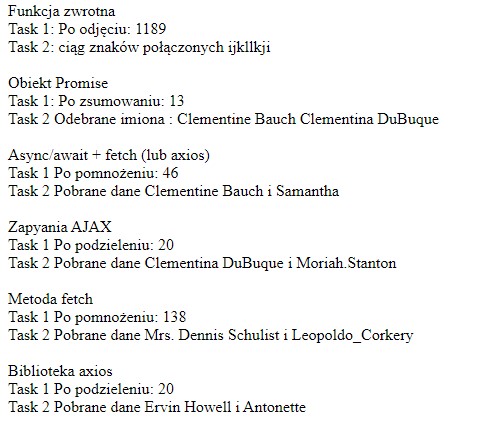 Funkcja zwrotna
Task 1: Po odjęciu: 1189
Task 2: ciąg znaków połączonych ijkllkji
Obiekt Promise
Task 1: Po zsumowaniu: 13
Task 2 Odebrane imiona : Clementine Bauch Clementina DuBuque
Async/await + fetch (lub axios)
Task 1 Po pomnożeniu: 46
Task 2 Pobrane dane Clementine Bauch i Samantha
Zapyania AJAX
Task 1 Po podzieleniu: 20
Task 2 Pobrane dane Clementina DuBuque i Moriah.Stanton
Metoda fetch
Task 1 Po pomnożeniu: 138
Task 2 Pobrane dane Mrs. Dennis Schulist i Leopoldo_Corkery
Biblioteka axios
Task 1 Po podzieleniu: 20
Task 2 Pobrane dane Ervin Howell i Antonette